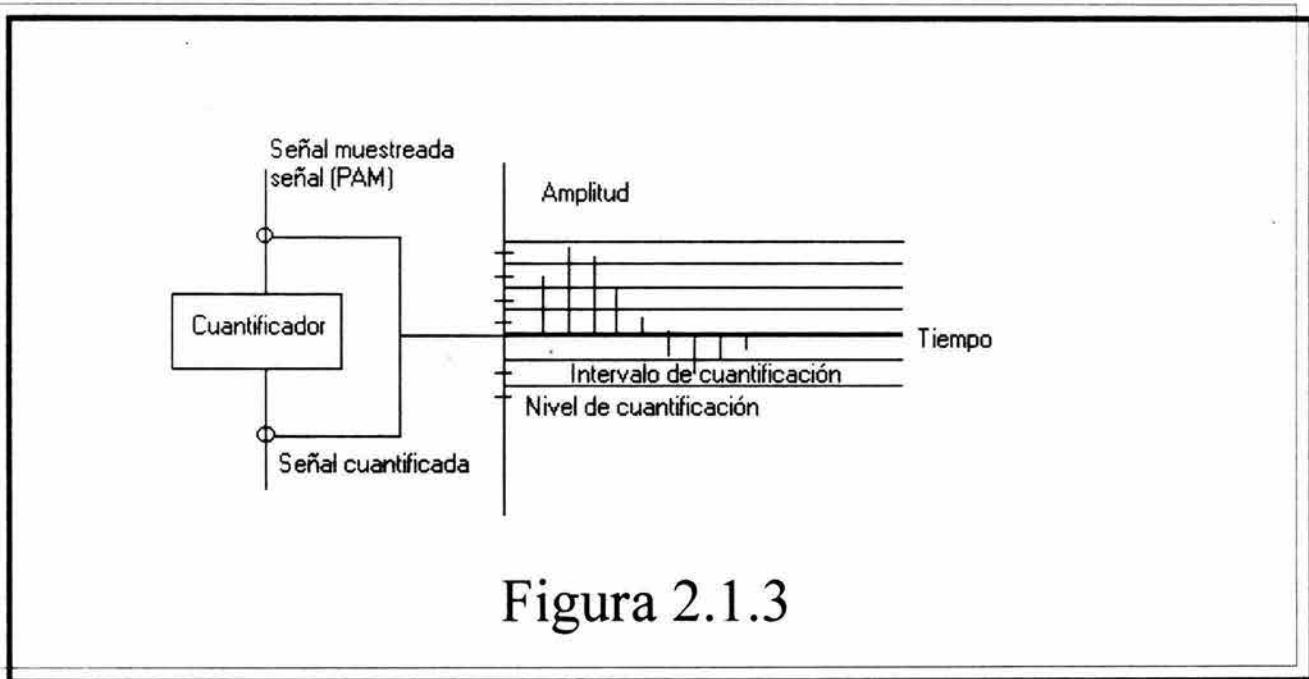 Señal muestreada
señal (PAM)
Amplitud
Cuantificador
Tiempo
Intervalo de cuantificación
Nivel de cuantificación
Señal cuantificada
Figura 2.1.3